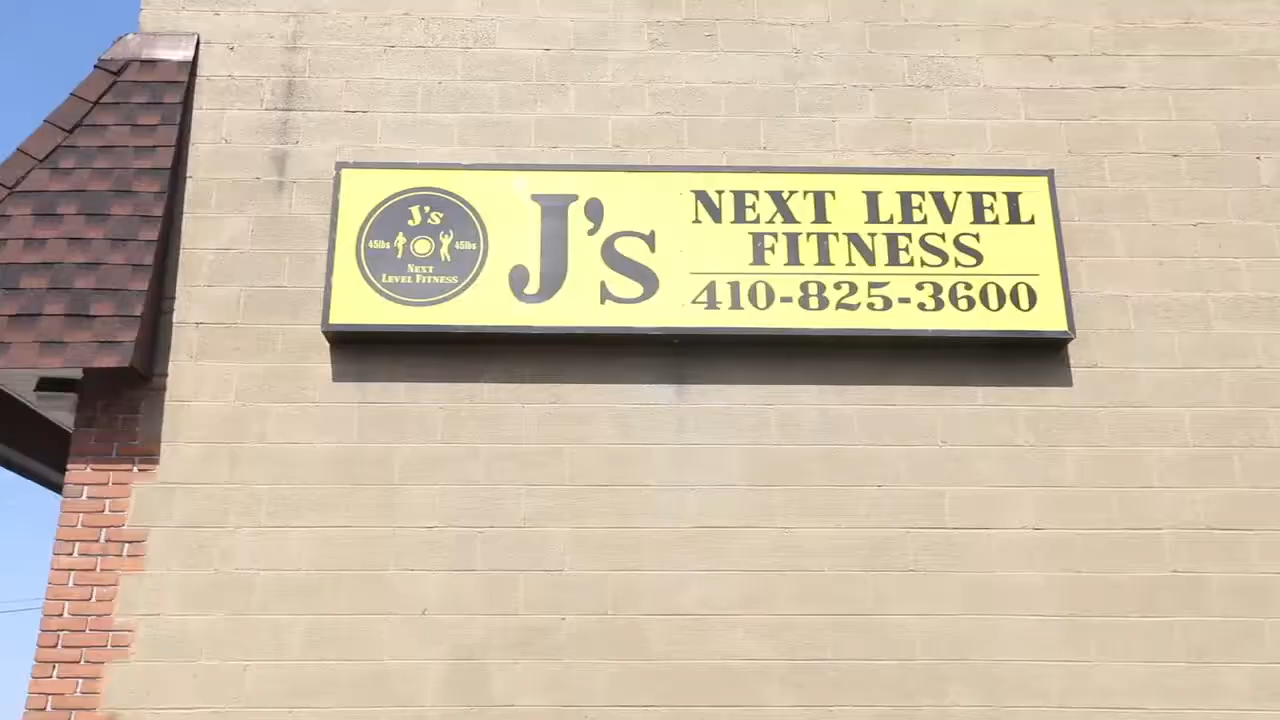 J's
45lbs 45lbs
Next
Level Fitness
J's
NEXT LEVEL
FITNESS
410-825-3600